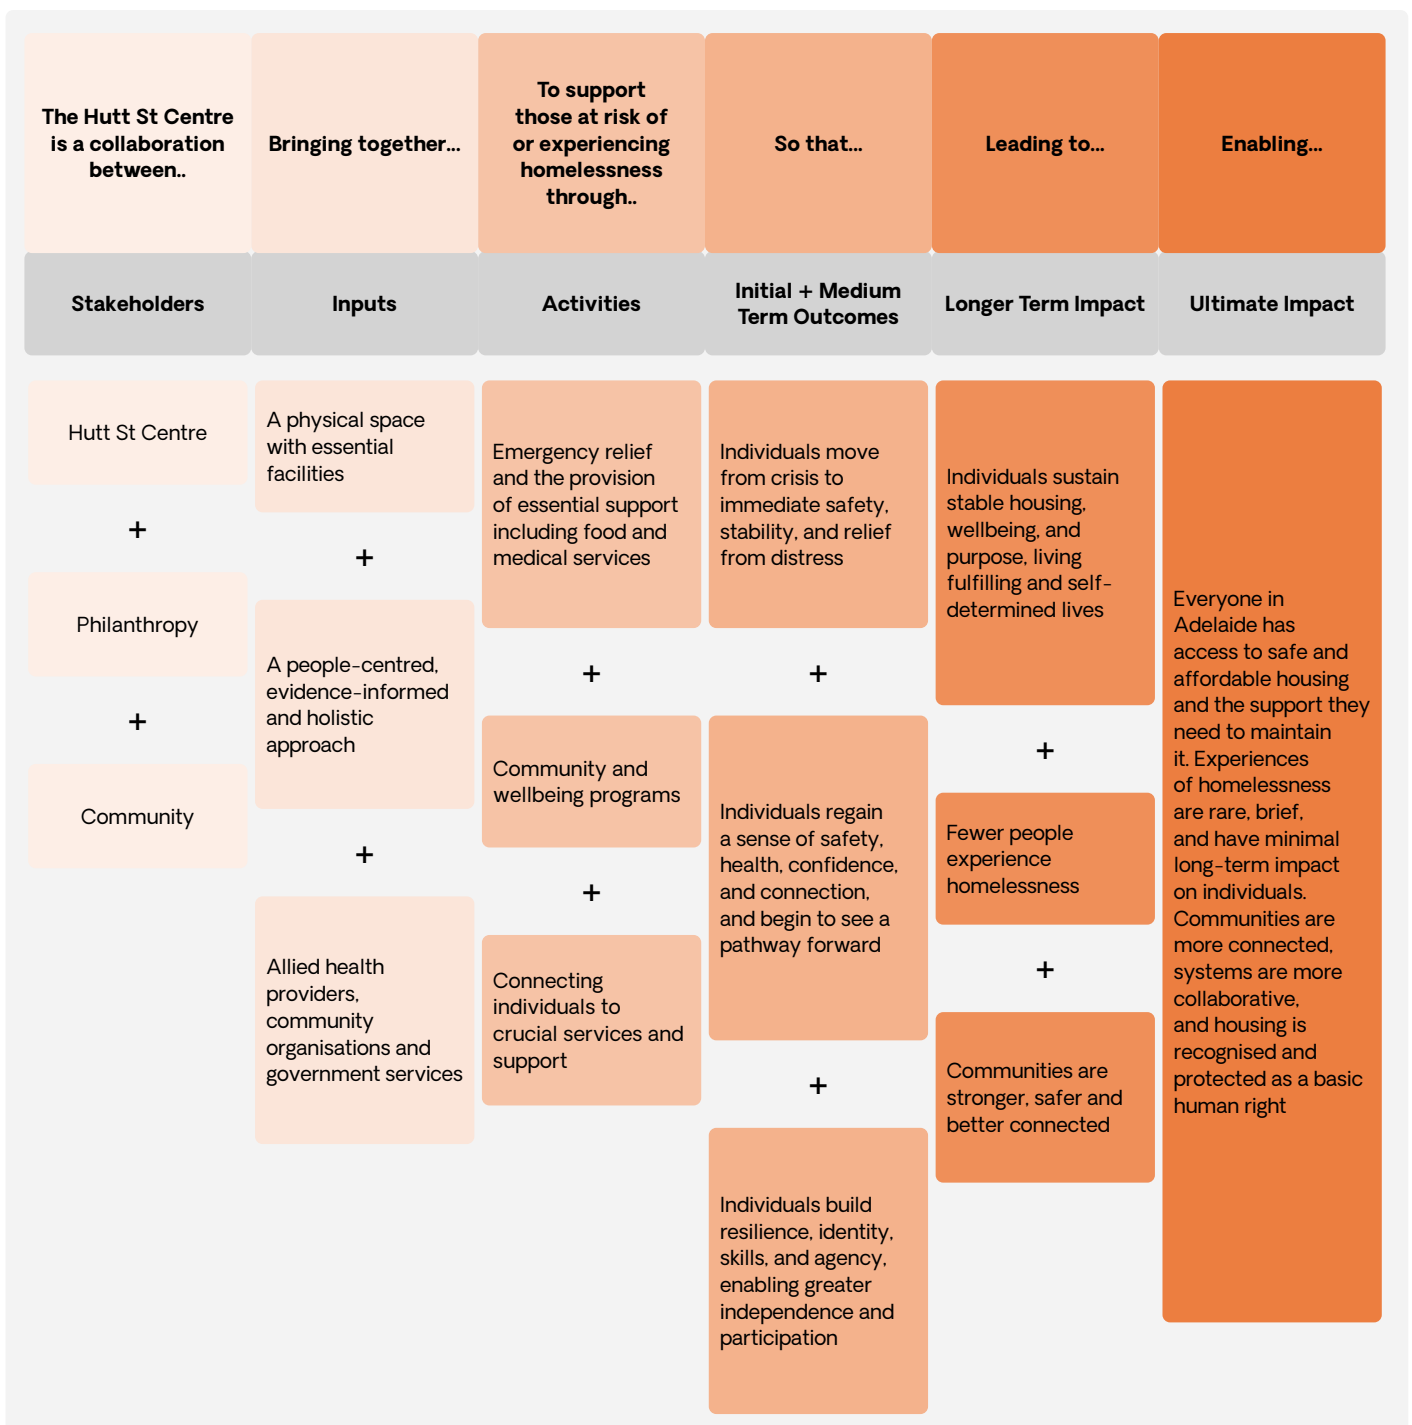 The Hutt St Centre
is a collaboration
between..
Bringing together...
To support
those at risk of
or experiencing
homelessness
through..
So that...
Leading to...
Enabling...
Stakeholders
Inputs
Activities
Initial + Medium
Term Outcomes
Longer Term Impact
Ultimate Impact
Hutt St Centre
+
Philanthropy
+
Community
A physical space
with essential
facilities
+
A people-centred,
evidence-informed
and holistic
approach
+
Allied health
providers,
community
organisations and
government services
Emergency relief
and the provision
of essential support
including food and
medical services
+
Community and
wellbeing programs
+
Connecting
individuals to
crucial services and
support
Individuals move
from crisis to
immediate safety,
stability, and relief
from distress
+
Individuals regain
a sense of safety,
health, confidence,
and connection,
and begin to see a
pathway forward
+
Individuals build
resilience, identity,
skills, and agency,
enabling greater
independence and
participation
Individuals sustain
stable housing,
wellbeing, and
purpose, living
fulfilling and self-
determined lives
+
Fewer people
experience
homelessness
+
Communities are
stronger, safer and
better connected
Everyone in
Adelaide has
access to safe and
affordable housing
and the support they
need to maintain
it. Experiences
of homelessness
are rare, brief,
and have minimal
long-term impact
on individuals.
Communities are
more connected,
systems are more
collaborative,
and housing is
recognised and
protected as a basic
human right